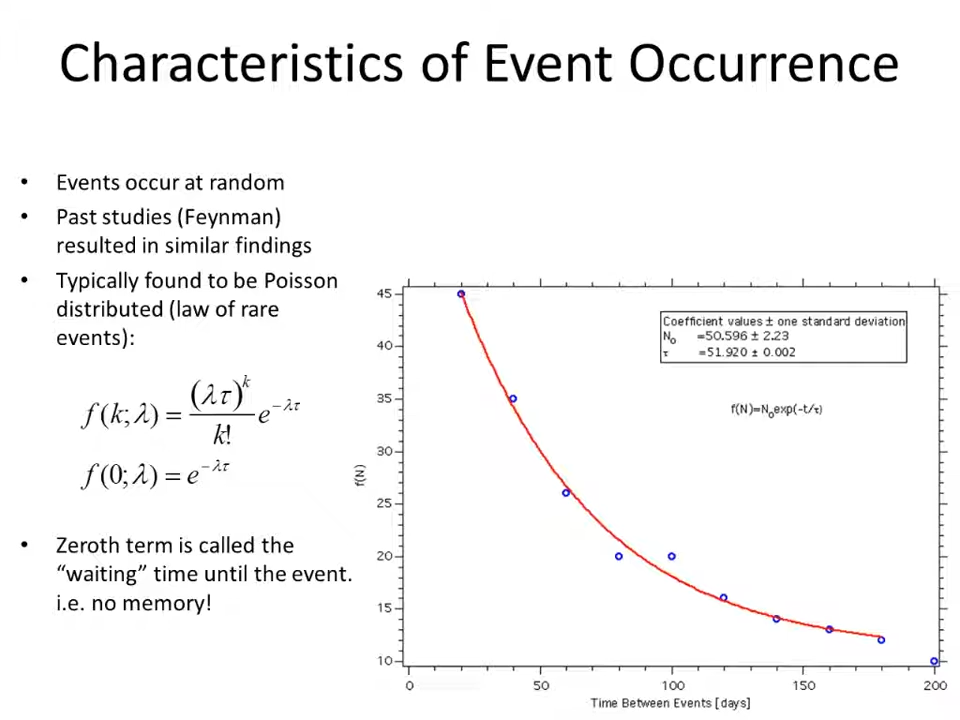 Characteristics of Event Occurrence
• Events occur at random
• Past studies (Feynman)
resulted in similar findings
• Typically found to be Poisson
distributed (law of rare
events):
f(k;λ) = (λτ)^k / k! e^−λτ
f(0;λ) = e^−λτ
• Zeroth term is called the
“waiting” time until the event.
i.e. no memory!
45
40
35
30
25
20
15
10
f(N)
Coefficient values ± one standard deviation
N₀ =50.596 ± 2.23
τ =51.920 ± 0.002
f(N)=N₀exp(-t/τ)
0 50 100 150 200
Time Between Events [days]